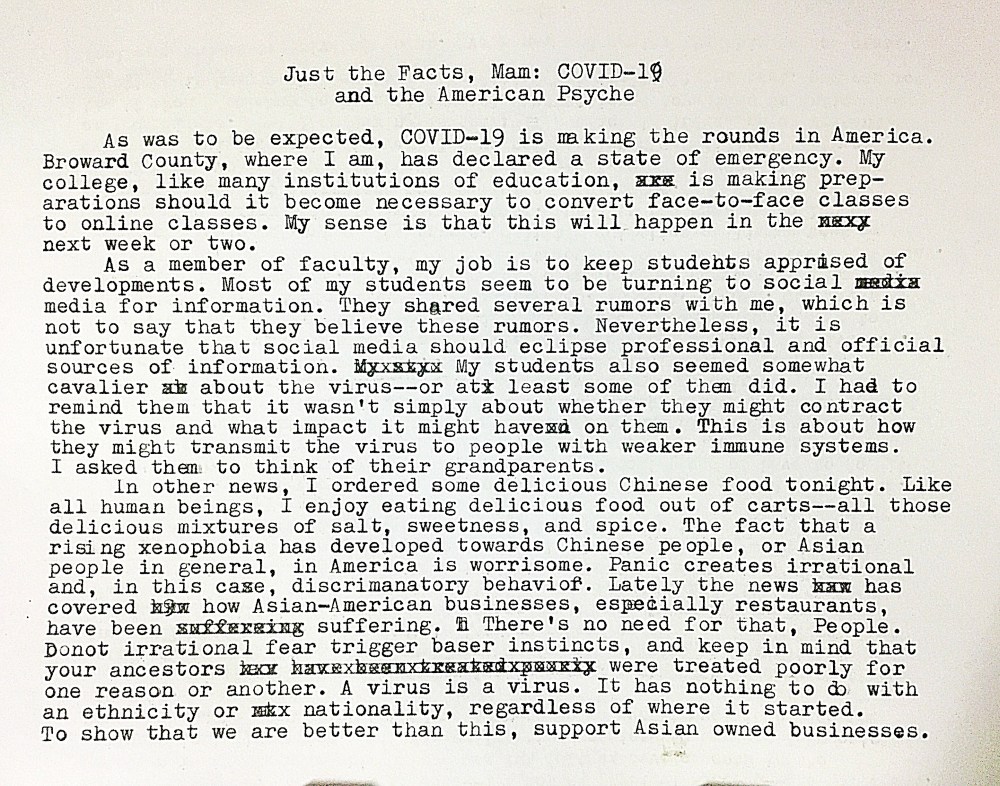 Just the Facts, Mam: COVID-19
and the American Psyche
As was to be expected, COVID-19 is making the rounds in America.
Broward County, where I am, has declared a state of emergency. My
college, like many institutions of education, is making prep-
arations should it become necessary to convert face-to-face classes
to online classes. My sense is that this will happen in the
next week or two.
As a member of faculty, my job is to keep students apprised of
developments. Most of my students seem to be turning to social media
media for information. They shared several rumors with me, which is
not to say that they believe these rumors. Nevertheless, it is
unfortunate that social media should eclipse professional and official
sources of information. My students also seemed somewhat
cavalier about the virus--or at least some of them did. I had to
remind them that it wasn't simply about whether they might contract
the virus and what impact it might have on them. This is about how
they might transmit the virus to people with weaker immune systems.
I asked them to think of their grandparents.
In other news, I ordered some delicious Chinese food tonight. Like
all human beings, I enjoy eating delicious food out of carts--all those
delicious mixtures of salt, sweetness, and spice. The fact that a
rising xenophobia has developed towards Chinese people, or Asian
people in general, in America is worrisome. Panic creates irrational
and, in this case, discrimanatory behaviof. Lately the news has
covered how Asian-American businesses, especially restaurants,
have been suffering. There's no need for that, People.
Donot irrational fear trigger baser instincts, and keep in mind that
your ancestors were treated poorly for
one reason or another. A virus is a virus. It has nothing to do with
an ethnicity or nationality, regardless of where it started.
To show that we are better than this, support Asian owned businesses.